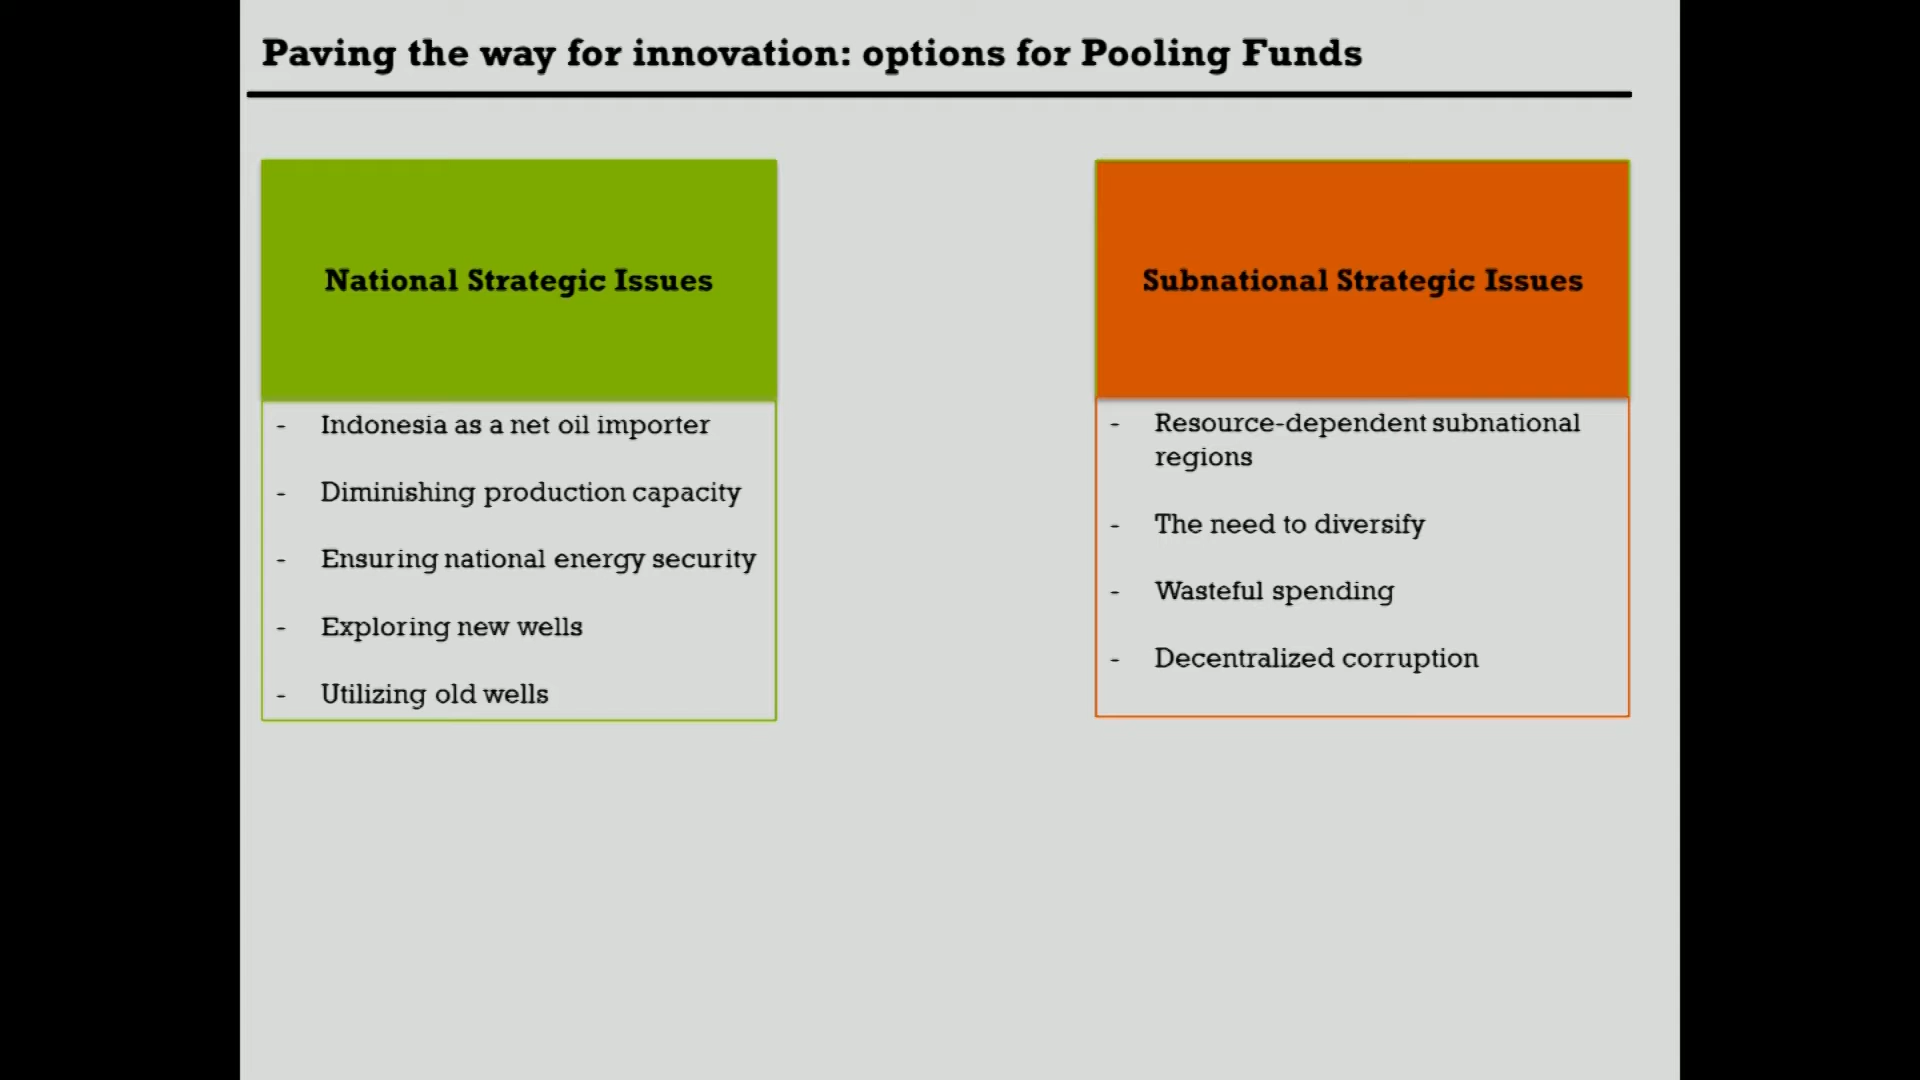 Paving the way for innovation: options for Pooling Funds
National Strategic Issues
- Indonesia as a net oil importer
- Diminishing production capacity
- Ensuring national energy security
- Exploring new wells
- Utilizing old wells
Subnational Strategic Issues
- Resource-dependent subnational
regions
- The need to diversify
- Wasteful spending
- Decentralized corruption